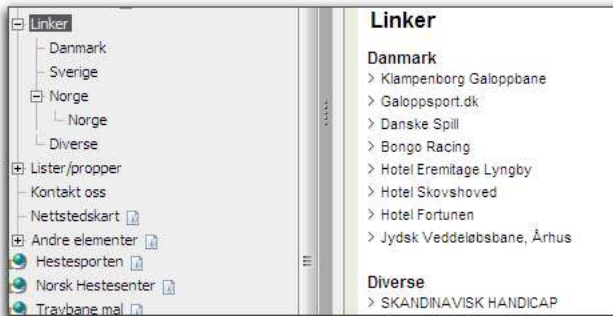 Linker
Danmark
Sverige
Norge
Norge
Diverse
Lister/propper
Kontakt oss
Nettstedskart
Andre elementer
Hestesporten
Norsk Hestesenter
Travbane mal
Linker
Danmark
> Klampenborg Galoppbane
> Galoppsport.dk
> Danske Spill
> Bongo Racing
> Hotel Eremitage Lyngby
> Hotel Skovshoved
> Hotel Fortunen
> Jydsk Veddeløbsbane, Århus
Diverse
> SKANDINAVISK HANDICAP